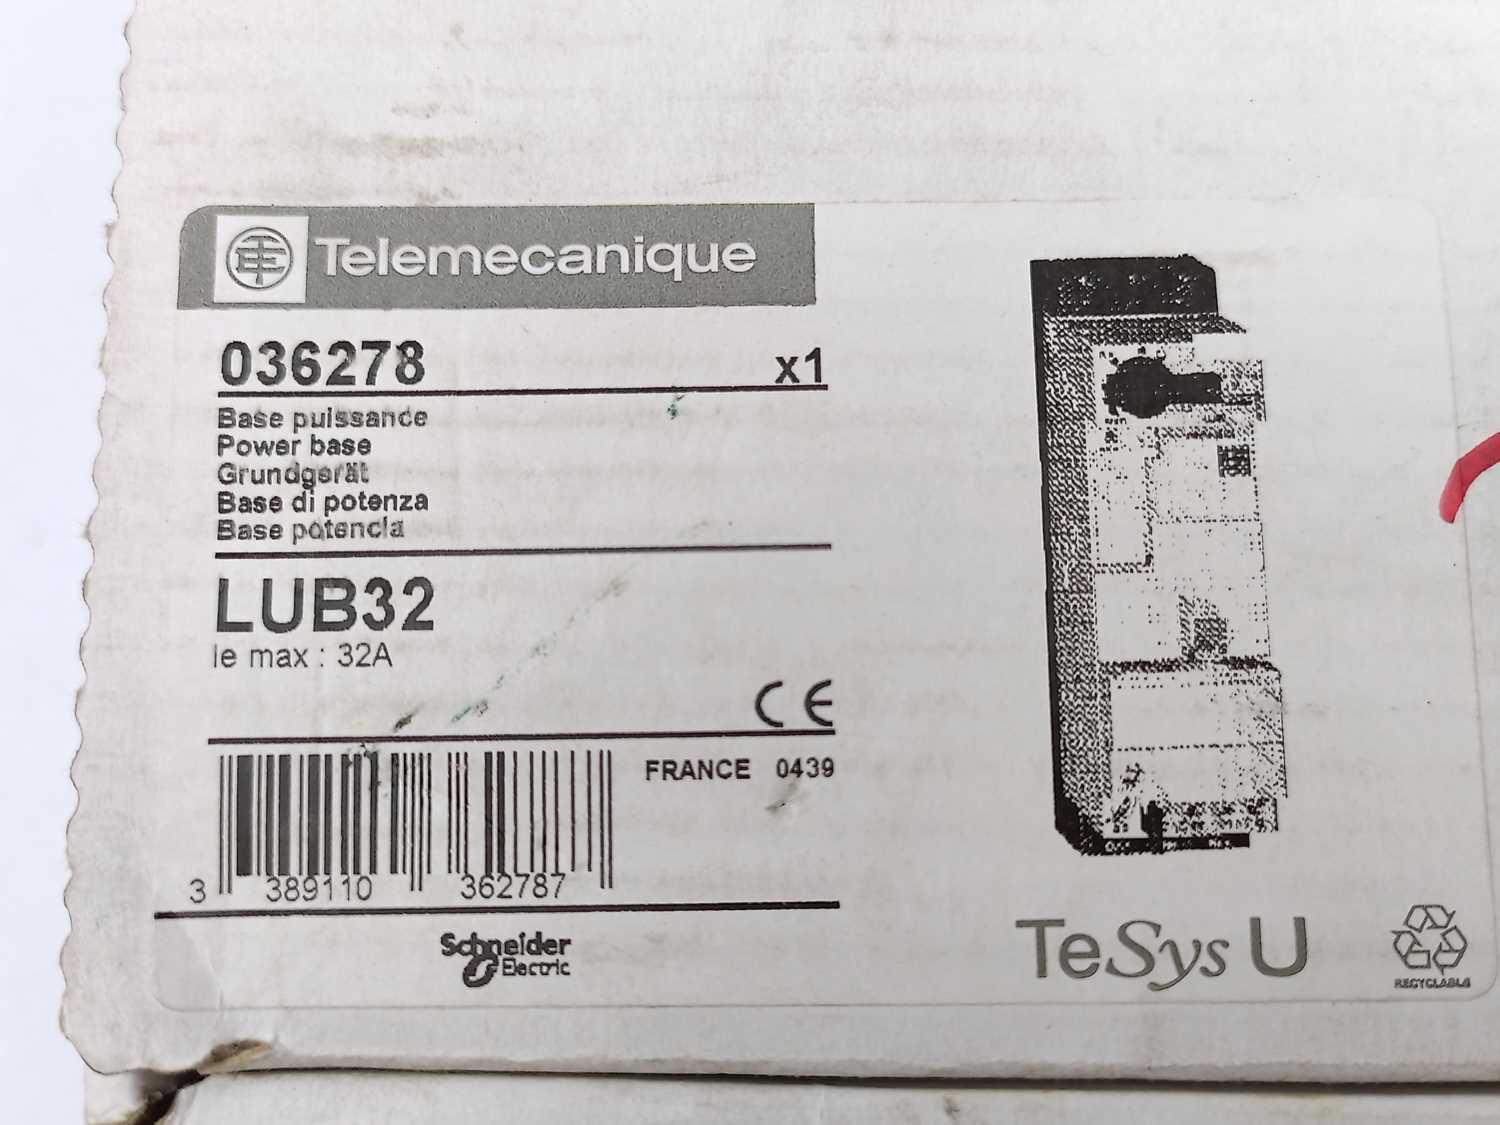 Telemecanique
036278 x1
Base puissance
Power base
Grundgerät
Base di potenza
Base potencia
LUB32
Ie max : 32A
CE
FRANCE 0439
3 389110 362787
Schneider
Electric
TeSys U
RECYCLABLE